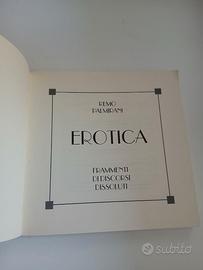 REMO
PALMIRANI
EROTICA
FRAMMENTI
DI DISCORSI
DISSOLUTI
subito